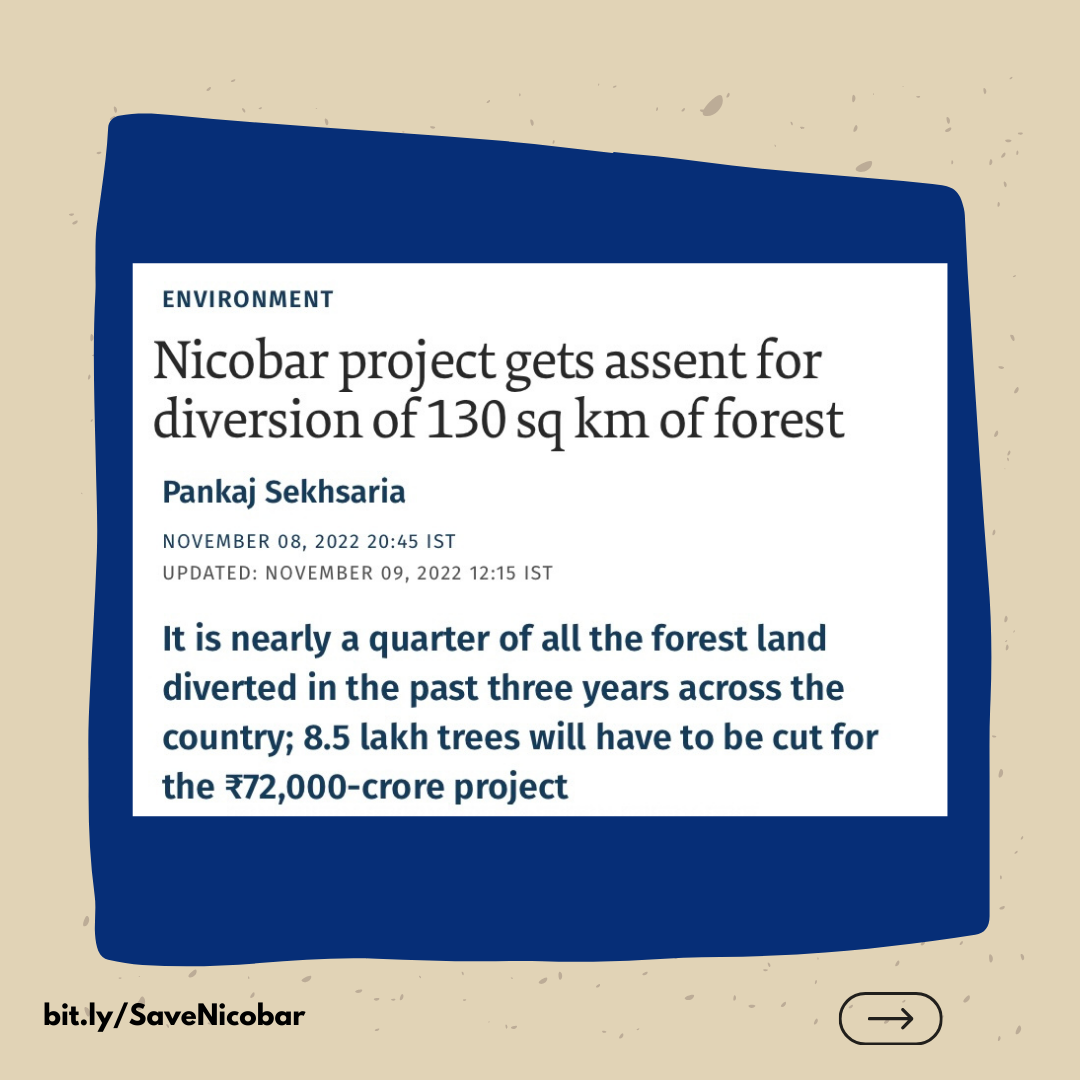 ENVIRONMENT
Nicobar project gets assent for
diversion of 130 sq km of forest
Pankaj Sekhsaria
NOVEMBER 08, 2022 20:45 IST
UPDATED: NOVEMBER 09, 2022 12:15 IST
It is nearly a quarter of all the forest land
diverted in the past three years across the
country; 8.5 lakh trees will have to be cut for
the ₹72,000-crore project
bit.ly/SaveNicobar